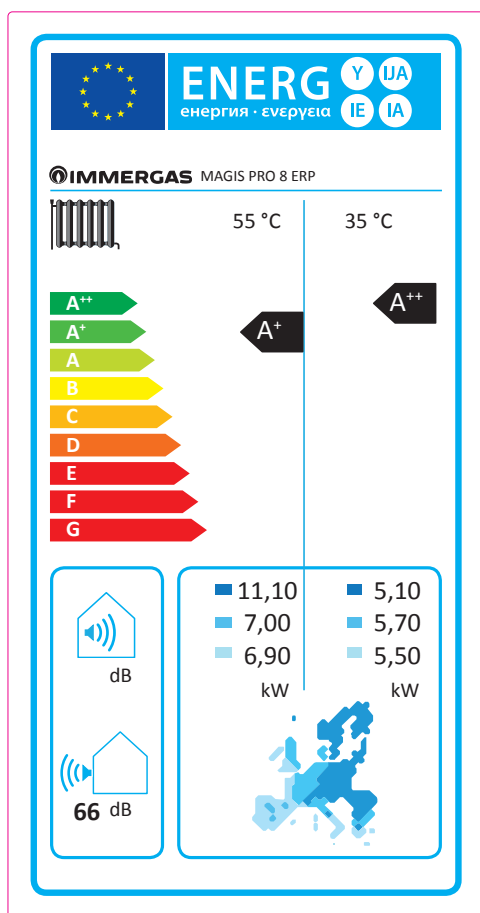 ENERG Y IJA
енергия · ενεργεια IE IA
IMMERGAS MAGIS PRO 8 ERP
55 °C 35 °C
A++ A++
A+ A+
A
B
C
D
E
F
G
11,10 5,10
7,00 5,70
6,90 5,50
kW kW
dB
66 dB